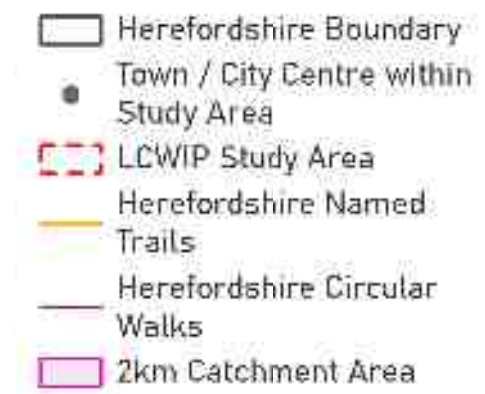 Herefordshire Boundary
Town / City Centre within
Study Area
LCWIP Study Area
Herefordshire Named
Trails
Herefordshire Circular
Walks
2km Catchment Area